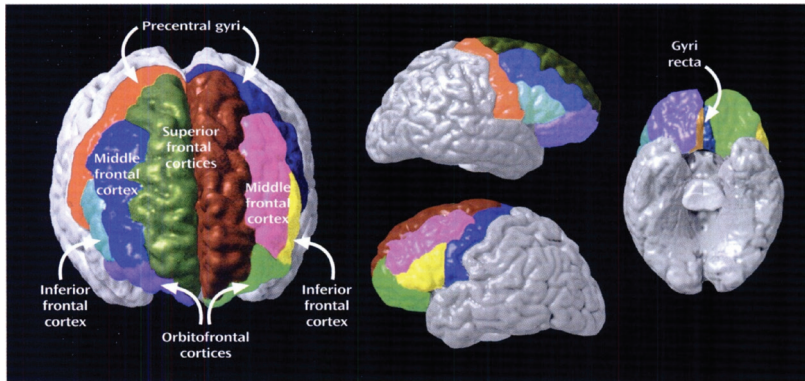 Precentral gyri
Superior
frontal
cortices
Middle
frontal
cortex
Middle
frontal
cortex
Inferior
frontal
cortex
Orbitofrontal
cortices
Inferior
frontal
cortex
Gyri
recta